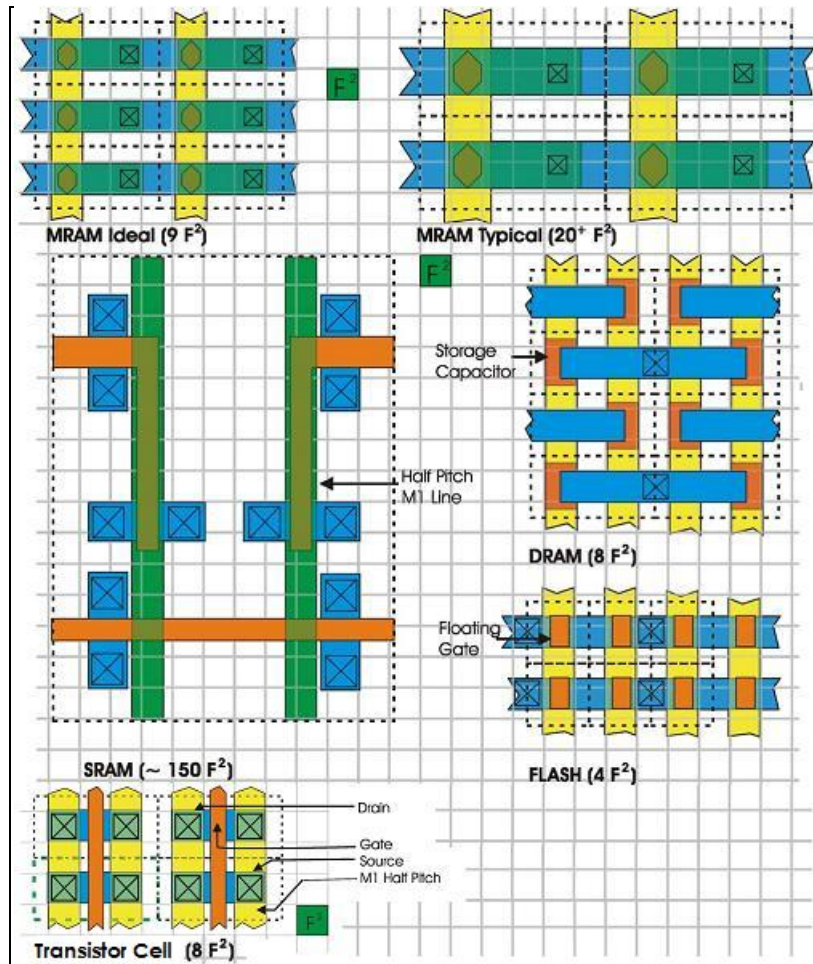 F²
MRAM Ideal (9 F²)
MRAM Typical (20⁺ F²)
F²
Storage
Capacitor
Half Pitch
M1 Line
DRAM (8 F²)
Floating
Gate
SRAM (~ 150 F²)
FLASH (4 F²)
Drain
Gate
Source
M1 Half Pitch
F²
Transistor Cell (8 F²)